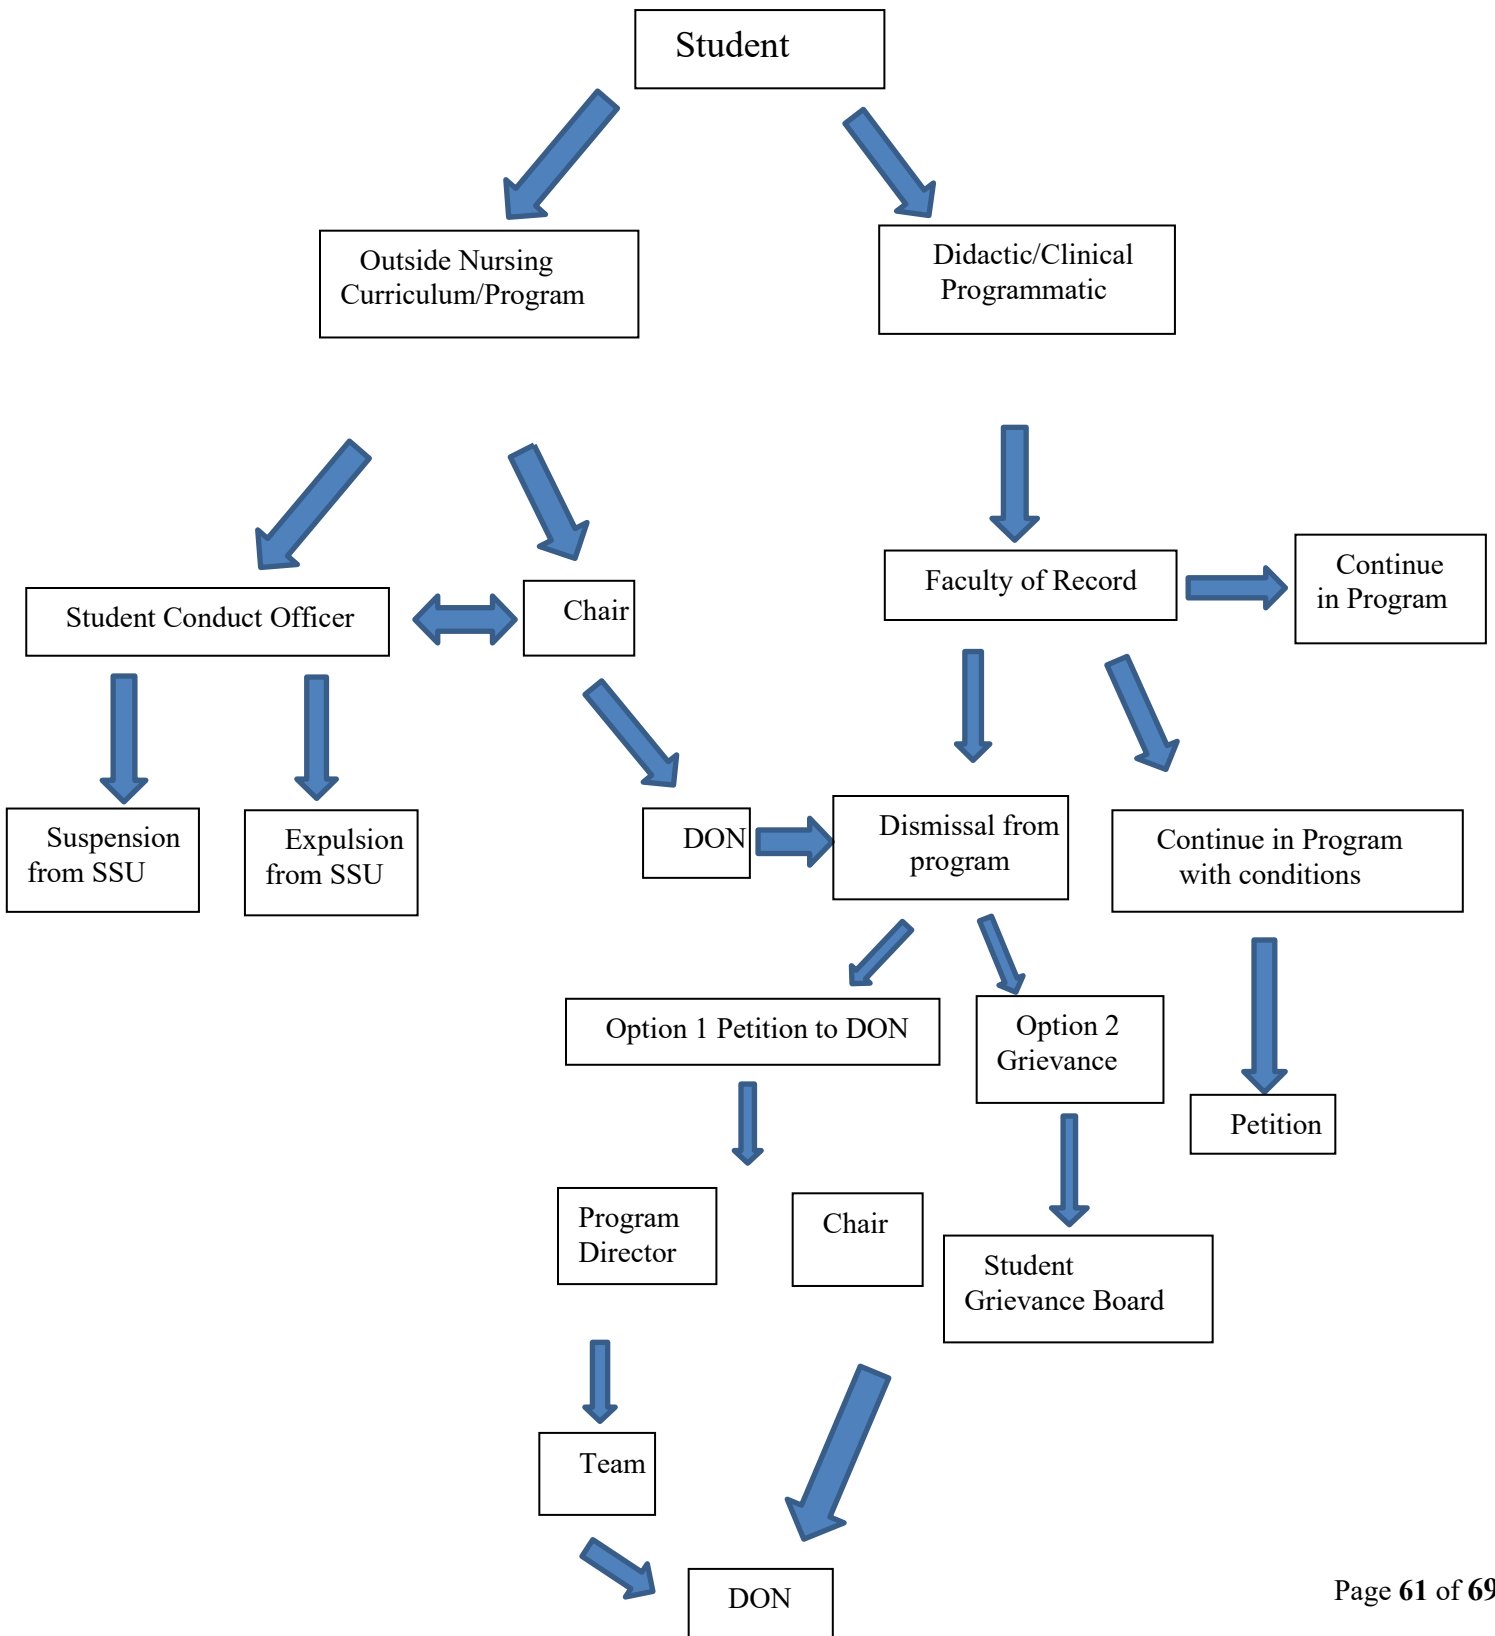 Student
Outside Nursing
Curriculum/Program
Didactic/Clinical
Programmatic
Student Conduct Officer
Chair
Faculty of Record
Continue
in Program
Suspension
from SSU
Expulsion
from SSU
DON
Dismissal from
program
Continue in Program
with conditions
Option 1 Petition to DON
Option 2
Grievance
Petition
Program
Director
Chair
Student
Grievance Board
Team
DON
Page 61 of 69